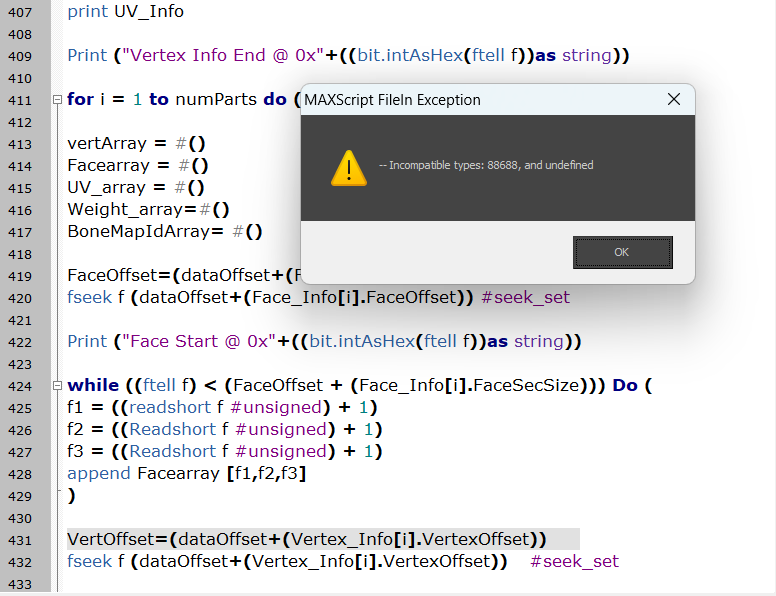 407 print UV_Info
408
409 Print ("Vertex Info End @ 0x"+((bit.intAsHex(ftell f))as string))
410
411 for i = 1 to numParts do (
412
413 vertArray = #()
414 Facearray = #()
415 UV_array = #()
416 Weight_array=#()
417 BoneMapIdArray= #()
418
419 FaceOffset=(dataOffset+(F
420 fseek f (dataOffset+(Face_Info[i].FaceOffset)) #seek_set
421
422 Print ("Face Start @ 0x"+((bit.intAsHex(ftell f))as string))
423
424 while ((ftell f) < (FaceOffset + (Face_Info[i].FaceSecSize))) Do (
425 f1 = ((readshort f #unsigned) + 1)
426 f2 = ((Readshort f #unsigned) + 1)
427 f3 = ((Readshort f #unsigned) + 1)
428 append Facearray [f1,f2,f3]
429 )
430
431 VertOffset=(dataOffset+(Vertex_Info[i].VertexOffset))
432 fseek f (dataOffset+(Vertex_Info[i].VertexOffset)) #seek_set
433
MAXScript FileIn Exception
-- Incompatible types: 88688, and undefined
OK